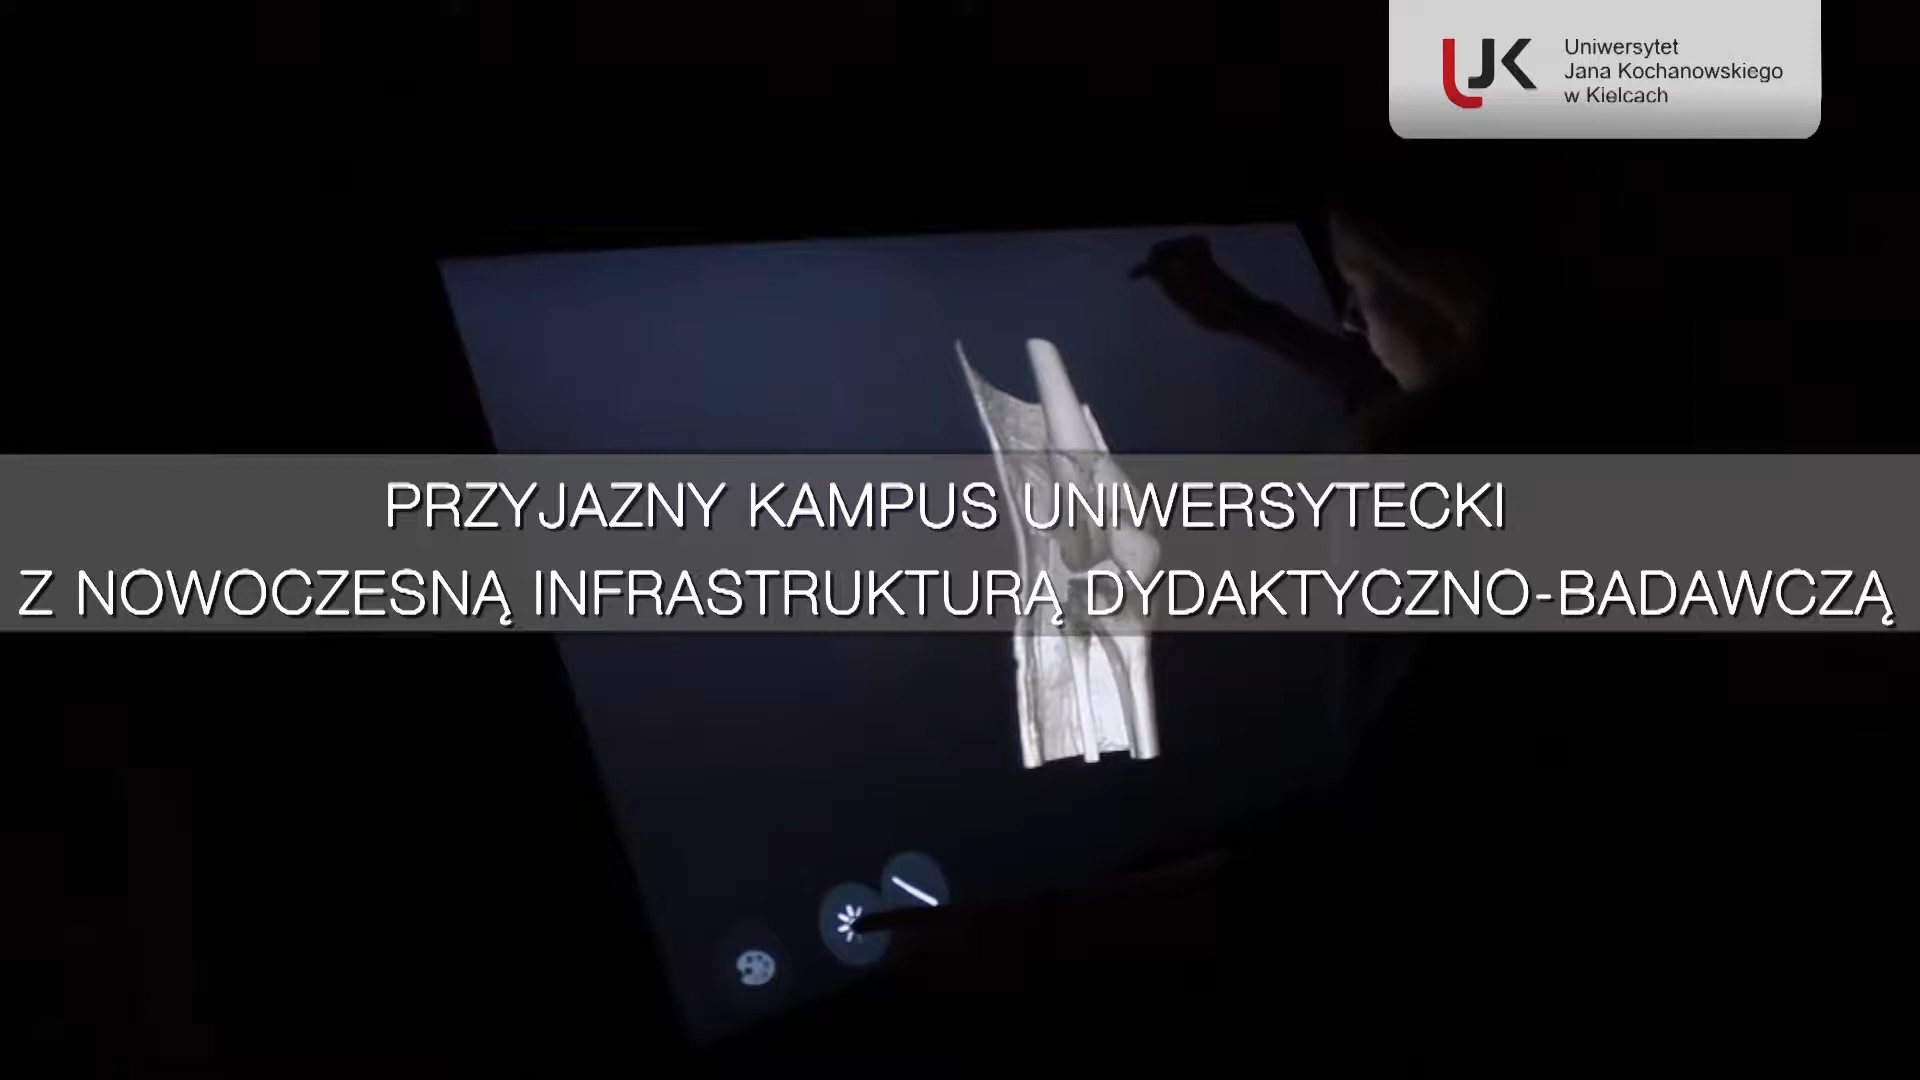 UJK
Uniwersytet
Jana Kochanowskiego
w Kielcach
PRZYJAZNY KAMPUS UNIWERSYTECKI
Z NOWOCZESNĄ INFRASTRUKTURĄ DYDAKTYCZNO-BADAWCZĄ